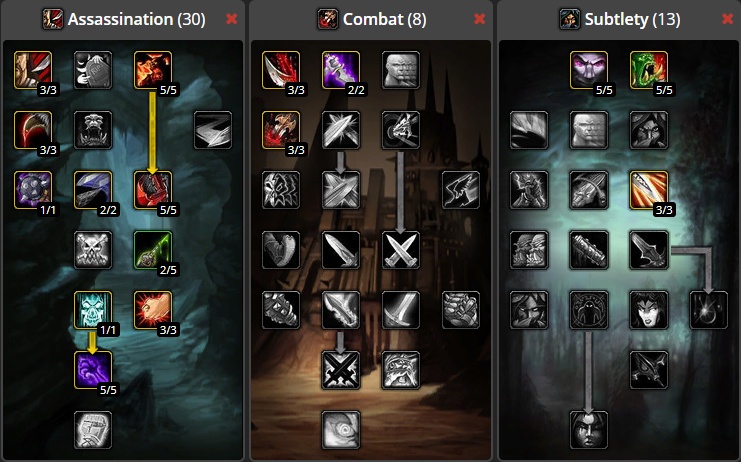 Assassination (30) Combat (8) Subtlety (13)
3/3 5/5 3/3 2/2 5/5 5/5
3/3 3/3
1/1 2/2 5/5 3/3
2/5
1/1 3/3
5/5